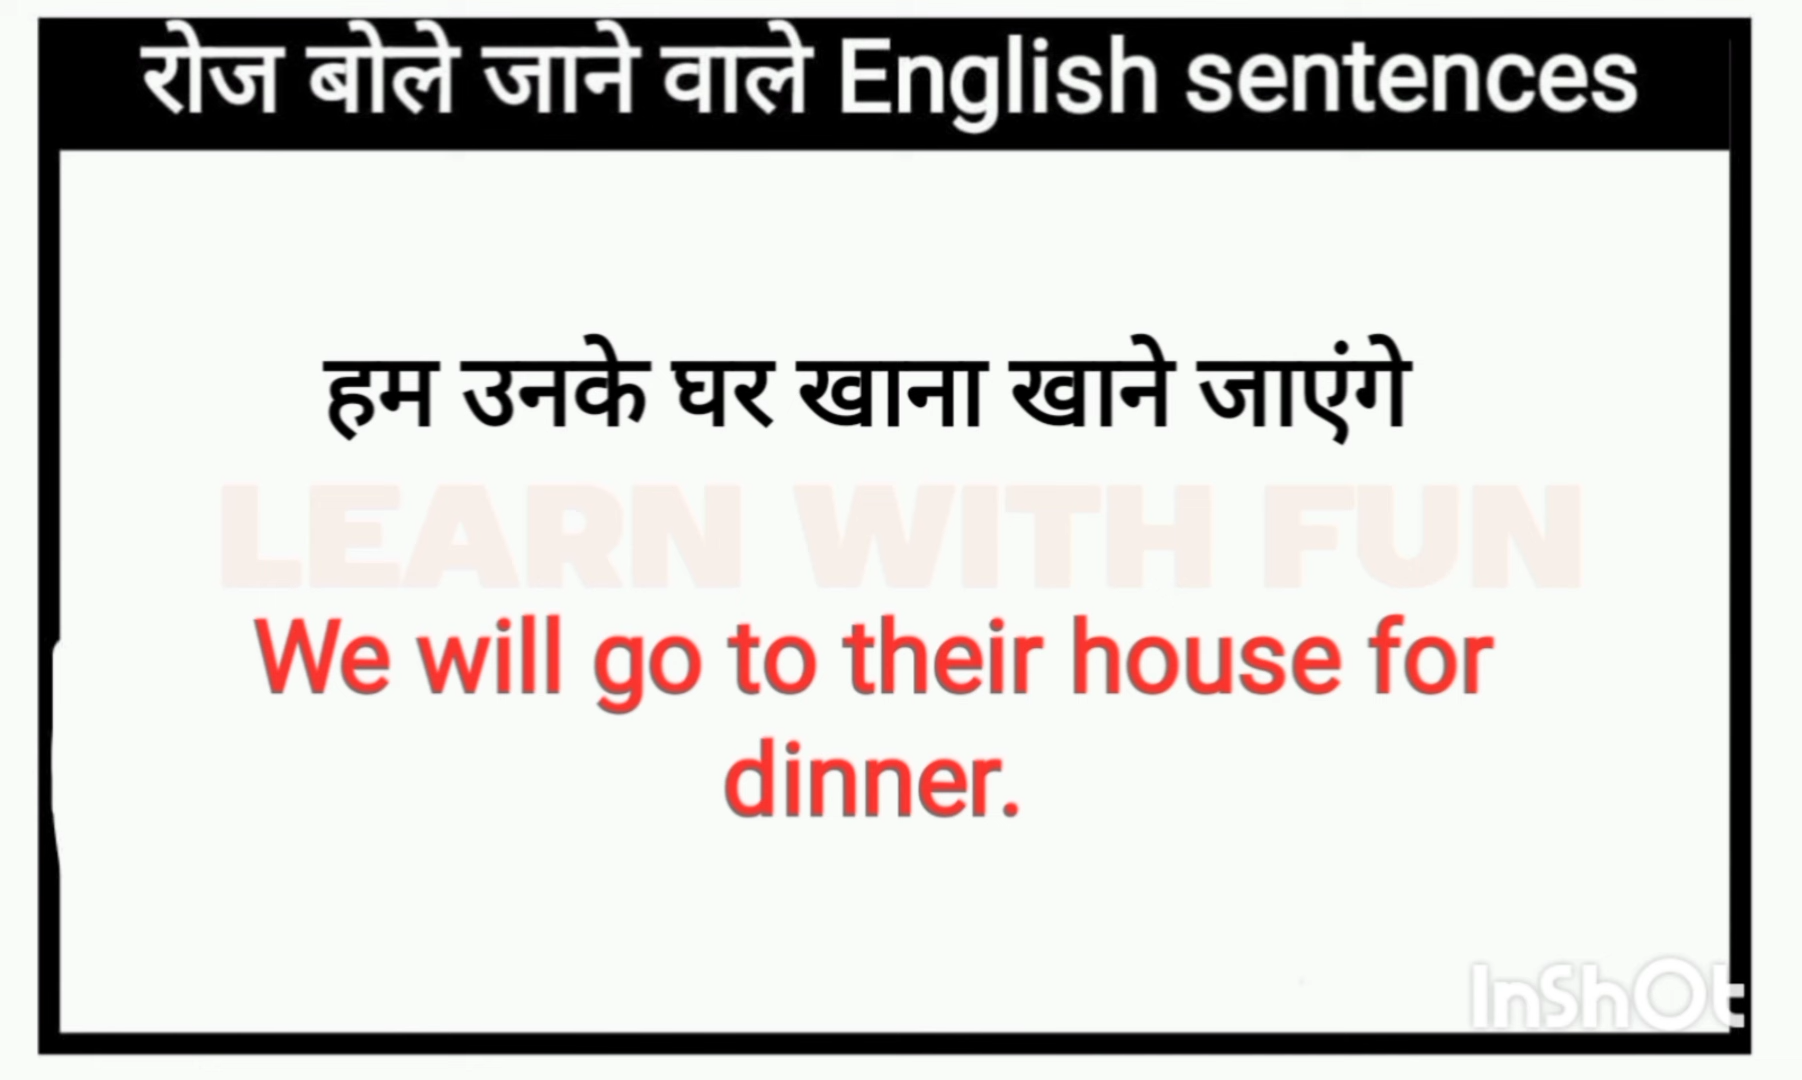 रोज बोले जाने वाले English sentences
हम उनके घर खाना खाने जाएंगे
LEARN WITH FUN
We will go to their house for
dinner.
InShOt